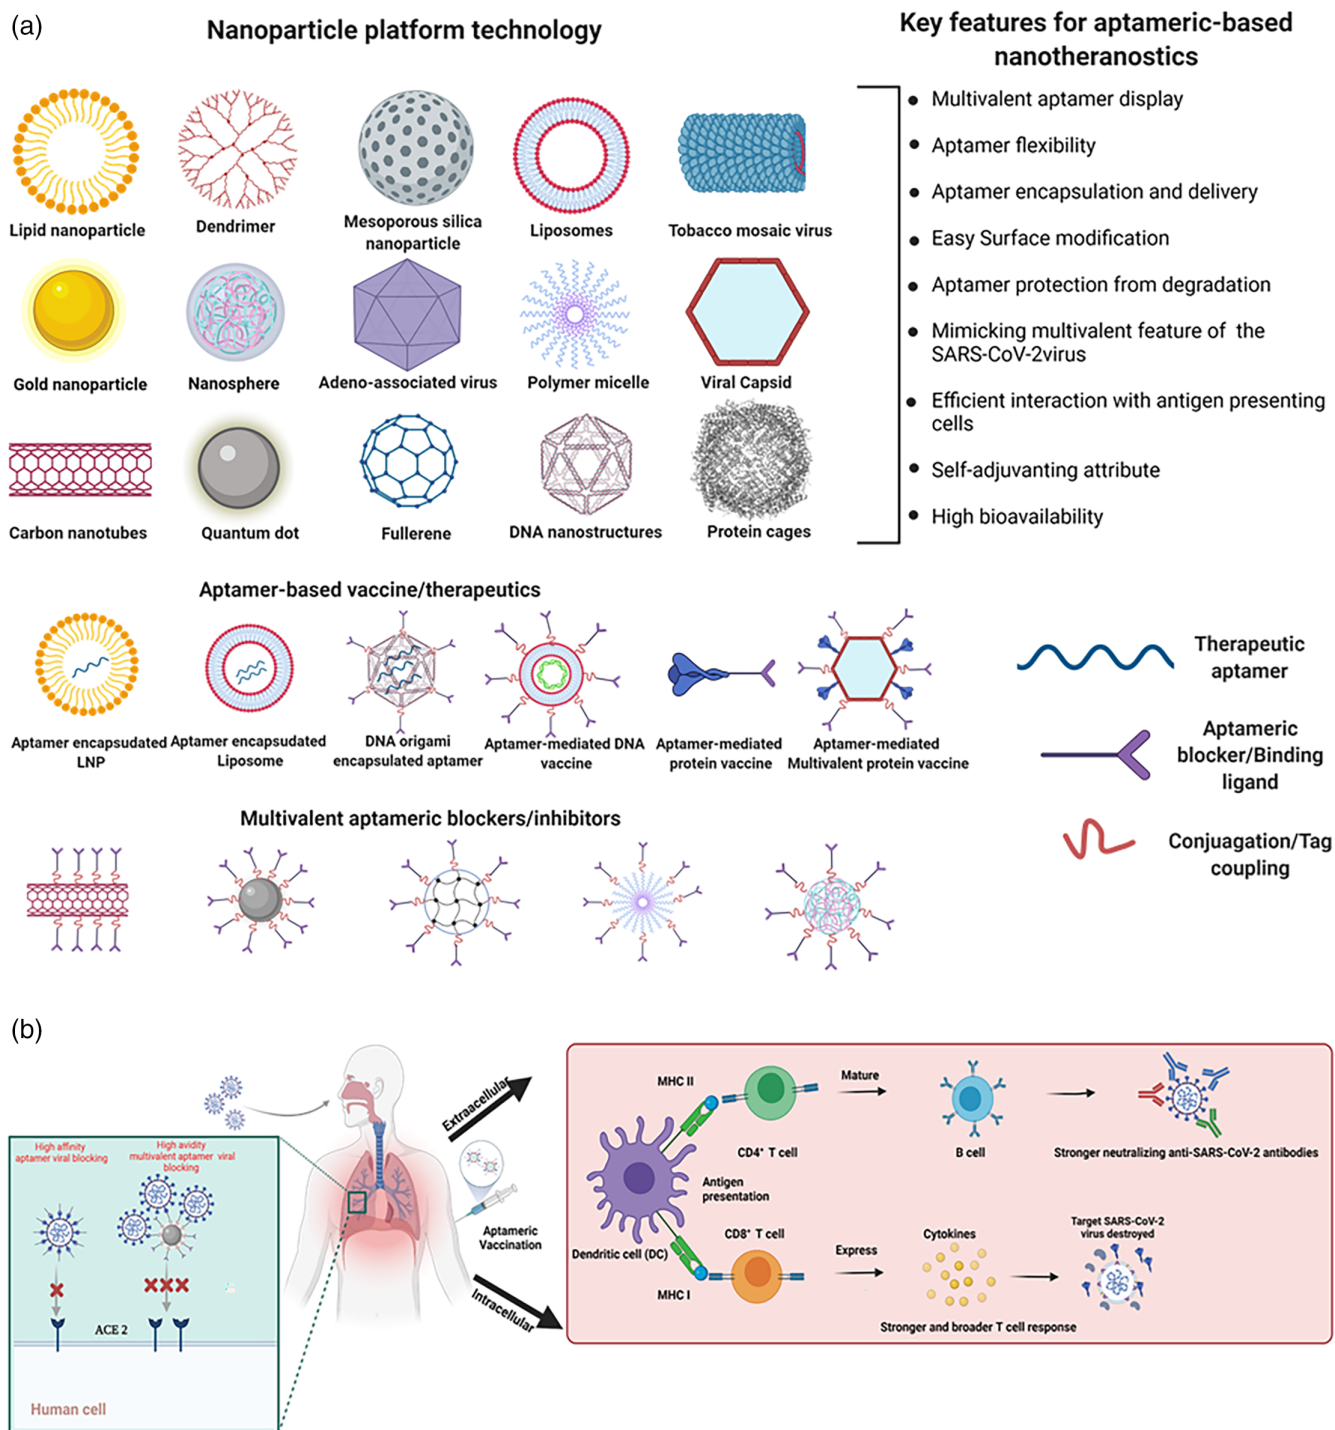 (a)
Nanoparticle platform technology
Key features for aptameric-based
nanotheranostics
Lipid nanoparticle
Dendrimer
Mesoporous silica
nanoparticle
Liposomes
Tobacco mosaic virus
Gold nanoparticle
Nanosphere
Adeno-associated virus
Polymer micelle
Viral Capsid
Carbon nanotubes
Quantum dot
Fullerene
DNA nanostructures
Protein cages
• Multivalent aptamer display
• Aptamer flexibility
• Aptamer encapsulation and delivery
• Easy Surface modification
• Aptamer protection from degradation
• Mimicking multivalent feature of the
SARS-CoV-2virus
• Efficient interaction with antigen presenting
cells
• Self-adjuvanting attribute
• High bioavailability
Aptamer-based vaccine/therapeutics
Aptamer encapsudated
LNP
Aptamer encapsudated
Liposome
DNA origami
encapsulated aptamer
Aptamer-mediated DNA
vaccine
Aptamer-mediated
protein vaccine
Aptamer-mediated
Multivalent protein vaccine
Therapeutic
aptamer
Aptameric
blocker/Binding
ligand
Conjagation/Tag
coupling
Multivalent aptameric blockers/inhibitors
(b)
High affinity
aptamer viral blocking
High avidity
multivalent aptamer viral
blocking
ACE 2
Human cell
Extraacellular
Aptameric
Vaccination
Intracellular
MHC II
CD4+ T cell
Mature
B cell
Stronger neutralizing anti-SARS-CoV-2 antibodies
Antigen
presentation
Dendritic cell (DC)
MHC I
CD8+ T cell
Express
Cytokines
Target SARS-CoV-2
virus destroyed
Stronger and broader T cell response